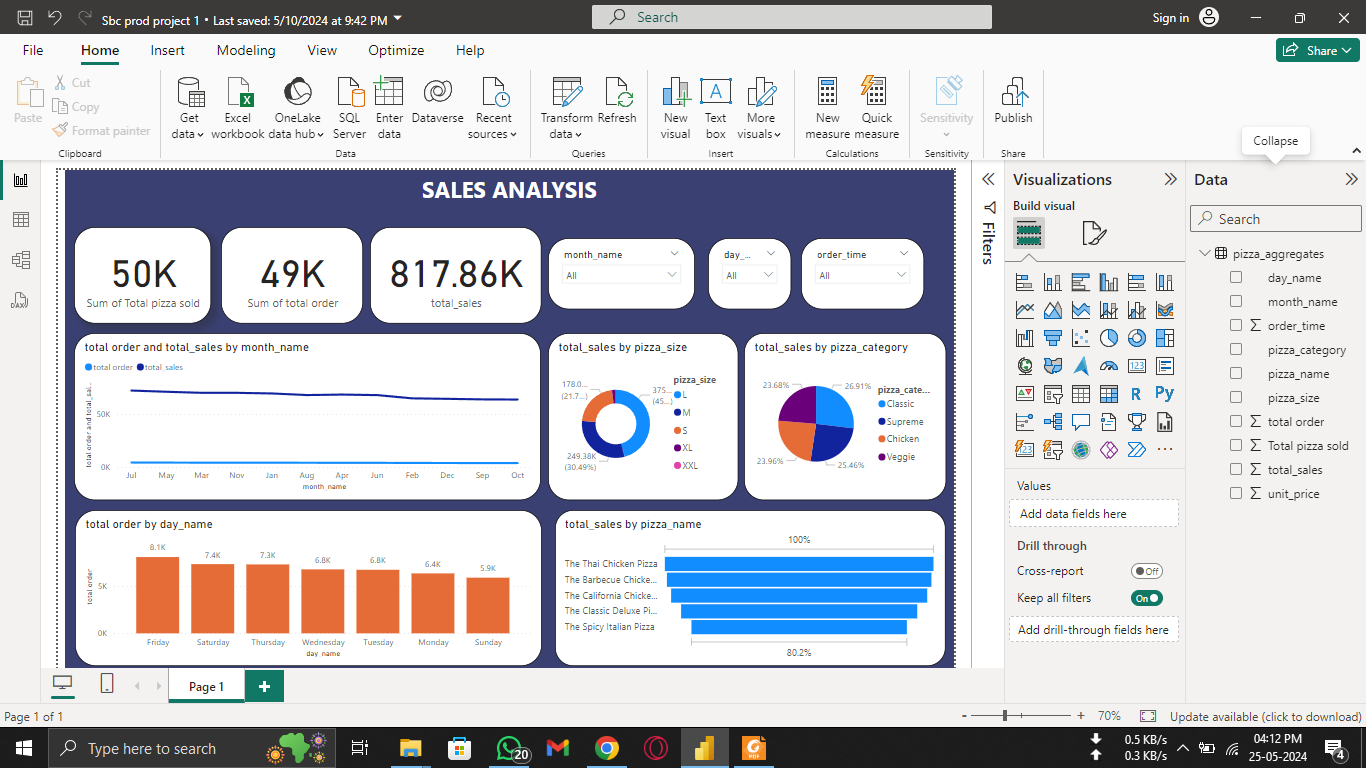 Sbc prod project 1 • Last saved: 5/10/2024 at 9:42 PM
Search
Sign in
File
Home
Insert
Modeling
View
Optimize
Help
Share
Paste
Cut
Copy
Format painter
Clipboard
Get data
Excel workbook
OneLake data hub
SQL Server
Enter data
Dataverse
Recent sources
Data
Transform data
Refresh
Queries
New visual
Text box
More visuals
Insert
New measure
Quick measure
Calculations
Sensitivity
Sensitivity
Publish
Share
Collapse
SALES ANALYSIS
50K
Sum of Total pizza sold
49K
Sum of total order
817.86K
total_sales
month_name
All
day_...
All
order_time
All
total order and total_sales by month_name
total order
total_sales
total order and total_sal...
50K
0K
Jul
May
Mar
Nov
Jan
Aug
Apr
Jun
Feb
Dec
Sep
Oct
month_name
total_sales by pizza_size
178.0...
(21.7...)
375....
(45...)
249.38K
(30.49%)
pizza_size
L
M
S
XL
XXL
total_sales by pizza_category
23.68%
26.91%
23.96%
25.46%
pizza_cate...
Classic
Supreme
Chicken
Veggie
total order by day_name
total order
5K
0K
8.1K
7.4K
7.3K
6.8K
6.8K
6.4K
5.9K
Friday
Saturday
Thursday
Wednesday
Tuesday
Monday
Sunday
day_name
total_sales by pizza_name
100%
The Thai Chicken Pizza
The Barbecue Chicke...
The California Chicke...
The Classic Deluxe Pi...
The Spicy Italian Pizza
80.2%
Filters
Visualizations
Build visual
123
R
Py
123
Values
Add data fields here
Drill through
Cross-report
Off
Keep all filters
On
Add drill-through fields here
Data
Search
pizza_aggregates
day_name
month_name
order_time
pizza_category
pizza_name
pizza_size
total order
Total pizza sold
total_sales
unit_price
Page 1
Page 1 of 1
70%
Update available (click to download)
Type here to search
20
PDF
0.5 KB/s
0.3 KB/s
04:12 PM
25-05-2024
4